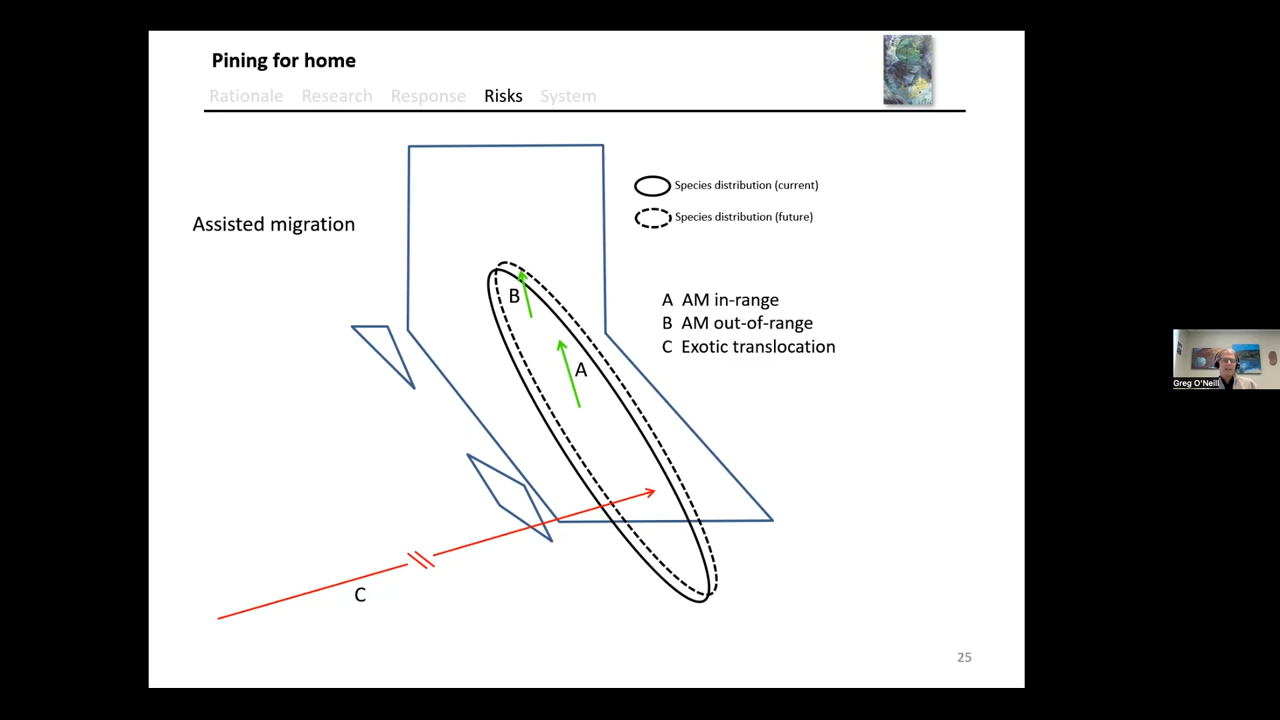 Pining for home
Rationale Research Response Risks System
Assisted migration
Species distribution (current)
Species distribution (future)
A AM in-range
B AM out-of-range
C Exotic translocation
B
A
C
Greg O'Neill
25